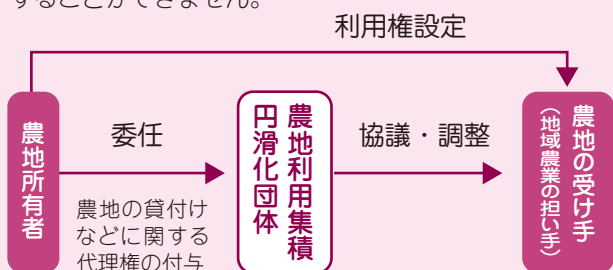 することができません。
利用権設定
農地所有者
委任
農地の貸付け
などに関する
代理権の付与
農地利用集積
円滑化団体
協議・調整
農地の受け手
（地域農業の担い手）